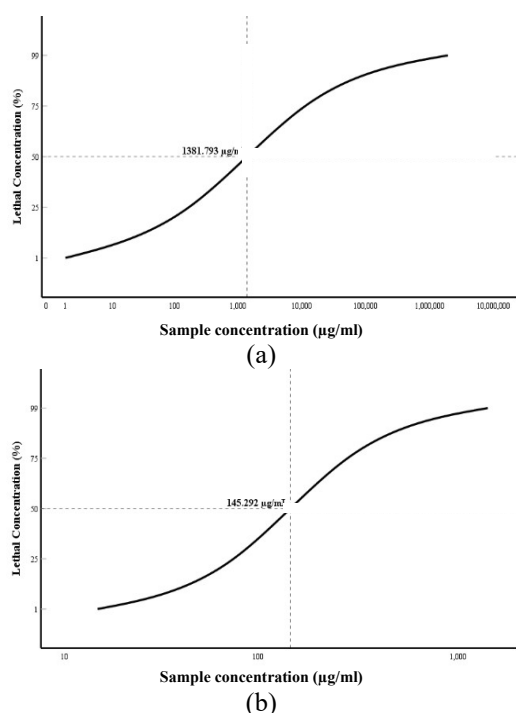 99
75
1381.793 µg/n
50
25
1
Lethal Concentration (%)
0 1 10 100 1,000 10,000 100,000 1,000,000 10,000,000
Sample concentration (µg/ml)
(a)
99
75
145.292 µg/m
50
25
1
Lethal Concentration (%)
10 100 1,000
Sample concentration (µg/ml)
(b)